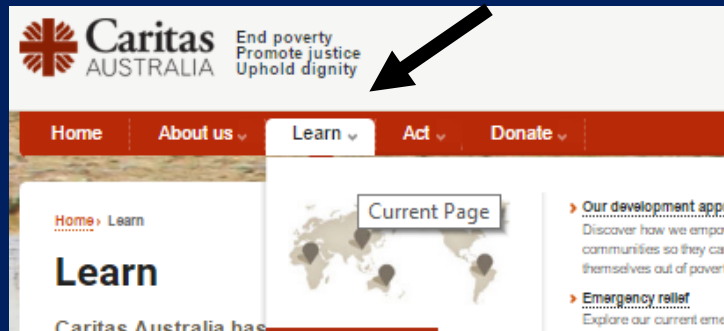 Caritas
AUSTRALIA
End poverty
Promote justice
Uphold dignity
Home About us Learn Act Donate
Current Page
Home › Learn
Learn
Caritas Australia has
Our development
Discover how we
communities so they
themselves out of
Emergency relief
Explore our current